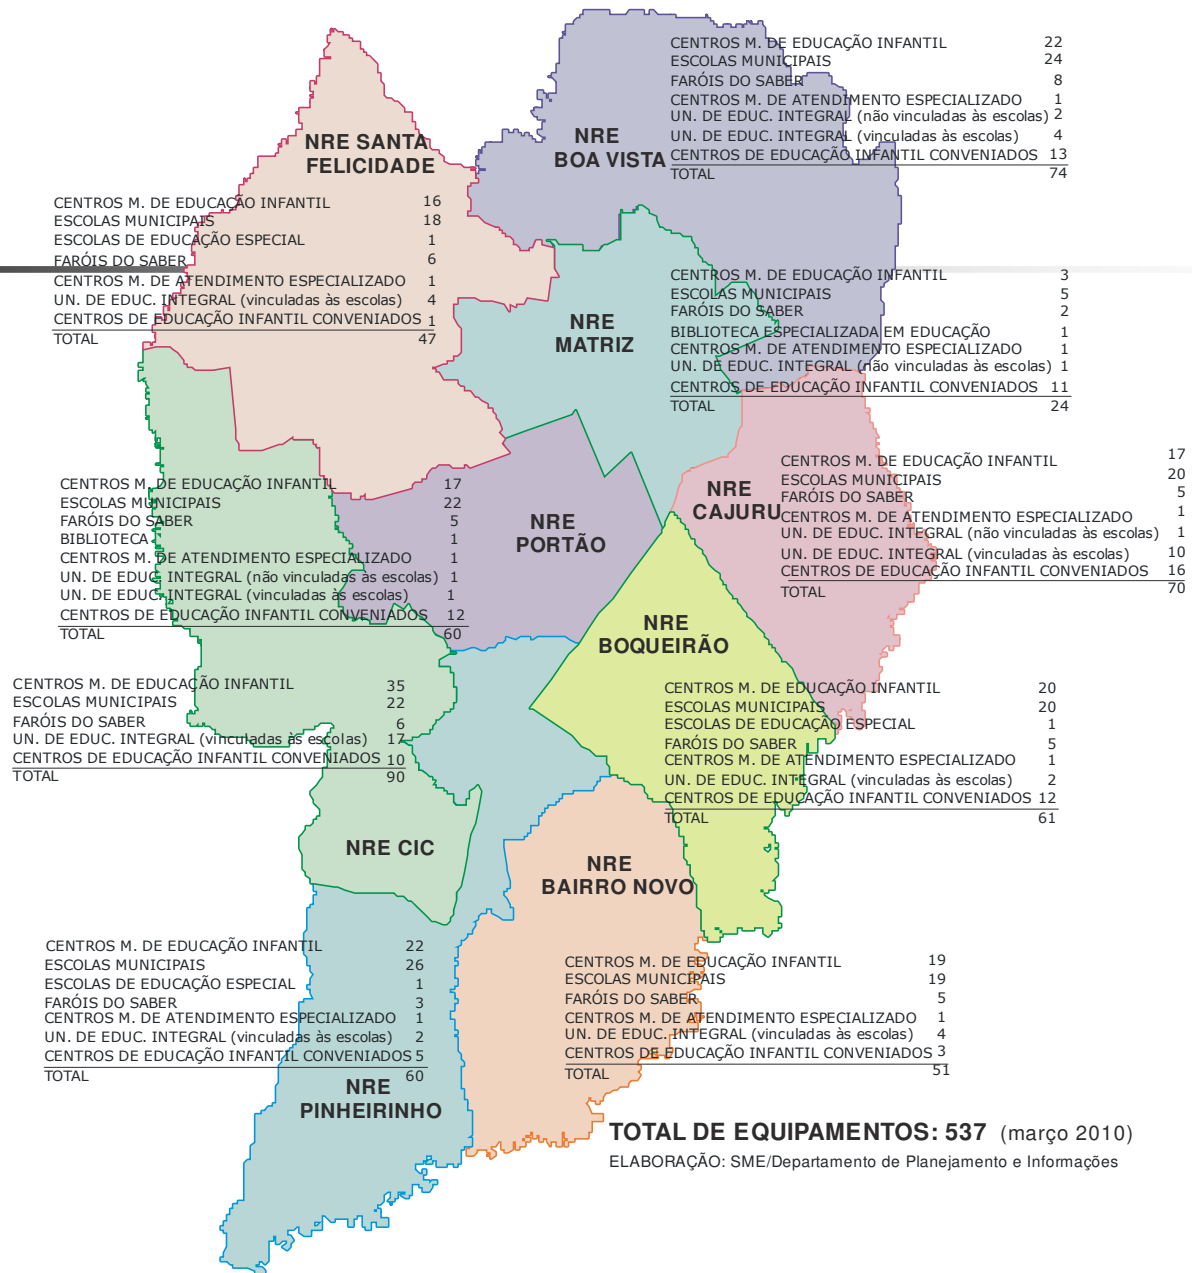 CENTROS M. DE EDUCAÇÃO INFANTIL 22
ESCOLAS MUNICIPAIS 24
FARÓIS DO SABER 8
CENTROS M. DE ATENDIMENTO ESPECIALIZADO 1
UN. DE EDUC. INTEGRAL (não vinculadas às escolas) 2
UN. DE EDUC. INTEGRAL (vinculadas às escolas) 4
CENTROS DE EDUCAÇÃO INFANTIL CONVENIADOS 13
TOTAL 74
NRE
BOA VISTA
NRE SANTA
FELICIDADE
CENTROS M. DE EDUCAÇÃO INFANTIL 16
ESCOLAS MUNICIPAIS 18
ESCOLAS DE EDUCAÇÃO ESPECIAL 1
FARÓIS DO SABER 6
CENTROS M. DE ATENDIMENTO ESPECIALIZADO 1
UN. DE EDUC. INTEGRAL (vinculadas às escolas) 4
CENTROS DE EDUCAÇÃO INFANTIL CONVENIADOS 1
TOTAL 47
NRE
MATRIZ
CENTROS M. DE EDUCAÇÃO INFANTIL 3
ESCOLAS MUNICIPAIS 5
FARÓIS DO SABER 2
BIBLIOTECA ESPECIALIZADA EM EDUCAÇÃO 1
CENTROS M. DE ATENDIMENTO ESPECIALIZADO 1
UN. DE EDUC. INTEGRAL (não vinculadas às escolas) 1
CENTROS DE EDUCAÇÃO INFANTIL CONVENIADOS 11
TOTAL 24
CENTROS M. DE EDUCAÇÃO INFANTIL 17
ESCOLAS MUNICIPAIS 22
FARÓIS DO SABER 5
BIBLIOTECA 1
CENTROS M. DE ATENDIMENTO ESPECIALIZADO 1
UN. DE EDUC. INTEGRAL (não vinculadas às escolas) 1
UN. DE EDUC. INTEGRAL (vinculadas às escolas) 1
CENTROS DE EDUCAÇÃO INFANTIL CONVENIADOS 12
TOTAL 60
NRE
PORTÃO
NRE
CAJURU
CENTROS M. DE EDUCAÇÃO INFANTIL 17
ESCOLAS MUNICIPAIS 20
FARÓIS DO SABER 5
CENTROS M. DE ATENDIMENTO ESPECIALIZADO 1
UN. DE EDUC. INTEGRAL (não vinculadas às escolas) 1
UN. DE EDUC. INTEGRAL (vinculadas às escolas) 10
CENTROS DE EDUCAÇÃO INFANTIL CONVENIADOS 16
TOTAL 70
NRE
BOQUEIRÃO
CENTROS M. DE EDUCAÇÃO INFANTIL 35
ESCOLAS MUNICIPAIS 22
FARÓIS DO SABER 6
UN. DE EDUC. INTEGRAL (vinculadas às escolas) 17
CENTROS DE EDUCAÇÃO INFANTIL CONVENIADOS 10
TOTAL 90
CENTROS M. DE EDUCAÇÃO INFANTIL 20
ESCOLAS MUNICIPAIS 20
ESCOLAS DE EDUCAÇÃO ESPECIAL 1
FARÓIS DO SABER 5
CENTROS M. DE ATENDIMENTO ESPECIALIZADO 1
UN. DE EDUC. INTEGRAL (vinculadas às escolas) 2
CENTROS DE EDUCAÇÃO INFANTIL CONVENIADOS 12
TOTAL 61
NRE CIC
NRE
BAIRRO NOVO
CENTROS M. DE EDUCAÇÃO INFANTIL 22
ESCOLAS MUNICIPAIS 26
ESCOLAS DE EDUCAÇÃO ESPECIAL 1
FARÓIS DO SABER 3
CENTROS M. DE ATENDIMENTO ESPECIALIZADO 1
UN. DE EDUC. INTEGRAL (vinculadas às escolas) 2
CENTROS DE EDUCAÇÃO INFANTIL CONVENIADOS 5
TOTAL 60
CENTROS M. DE EDUCAÇÃO INFANTIL 19
ESCOLAS MUNICIPAIS 19
FARÓIS DO SABER 5
CENTROS M. DE ATENDIMENTO ESPECIALIZADO 1
UN. DE EDUC. INTEGRAL (vinculadas às escolas) 4
CENTROS DE EDUCAÇÃO INFANTIL CONVENIADOS 3
TOTAL 51
NRE
PINHEIRINHO
TOTAL DE EQUIPAMENTOS: 537 (março 2010)
ELABORAÇÃO: SME/Departamento de Planejamento e Informações